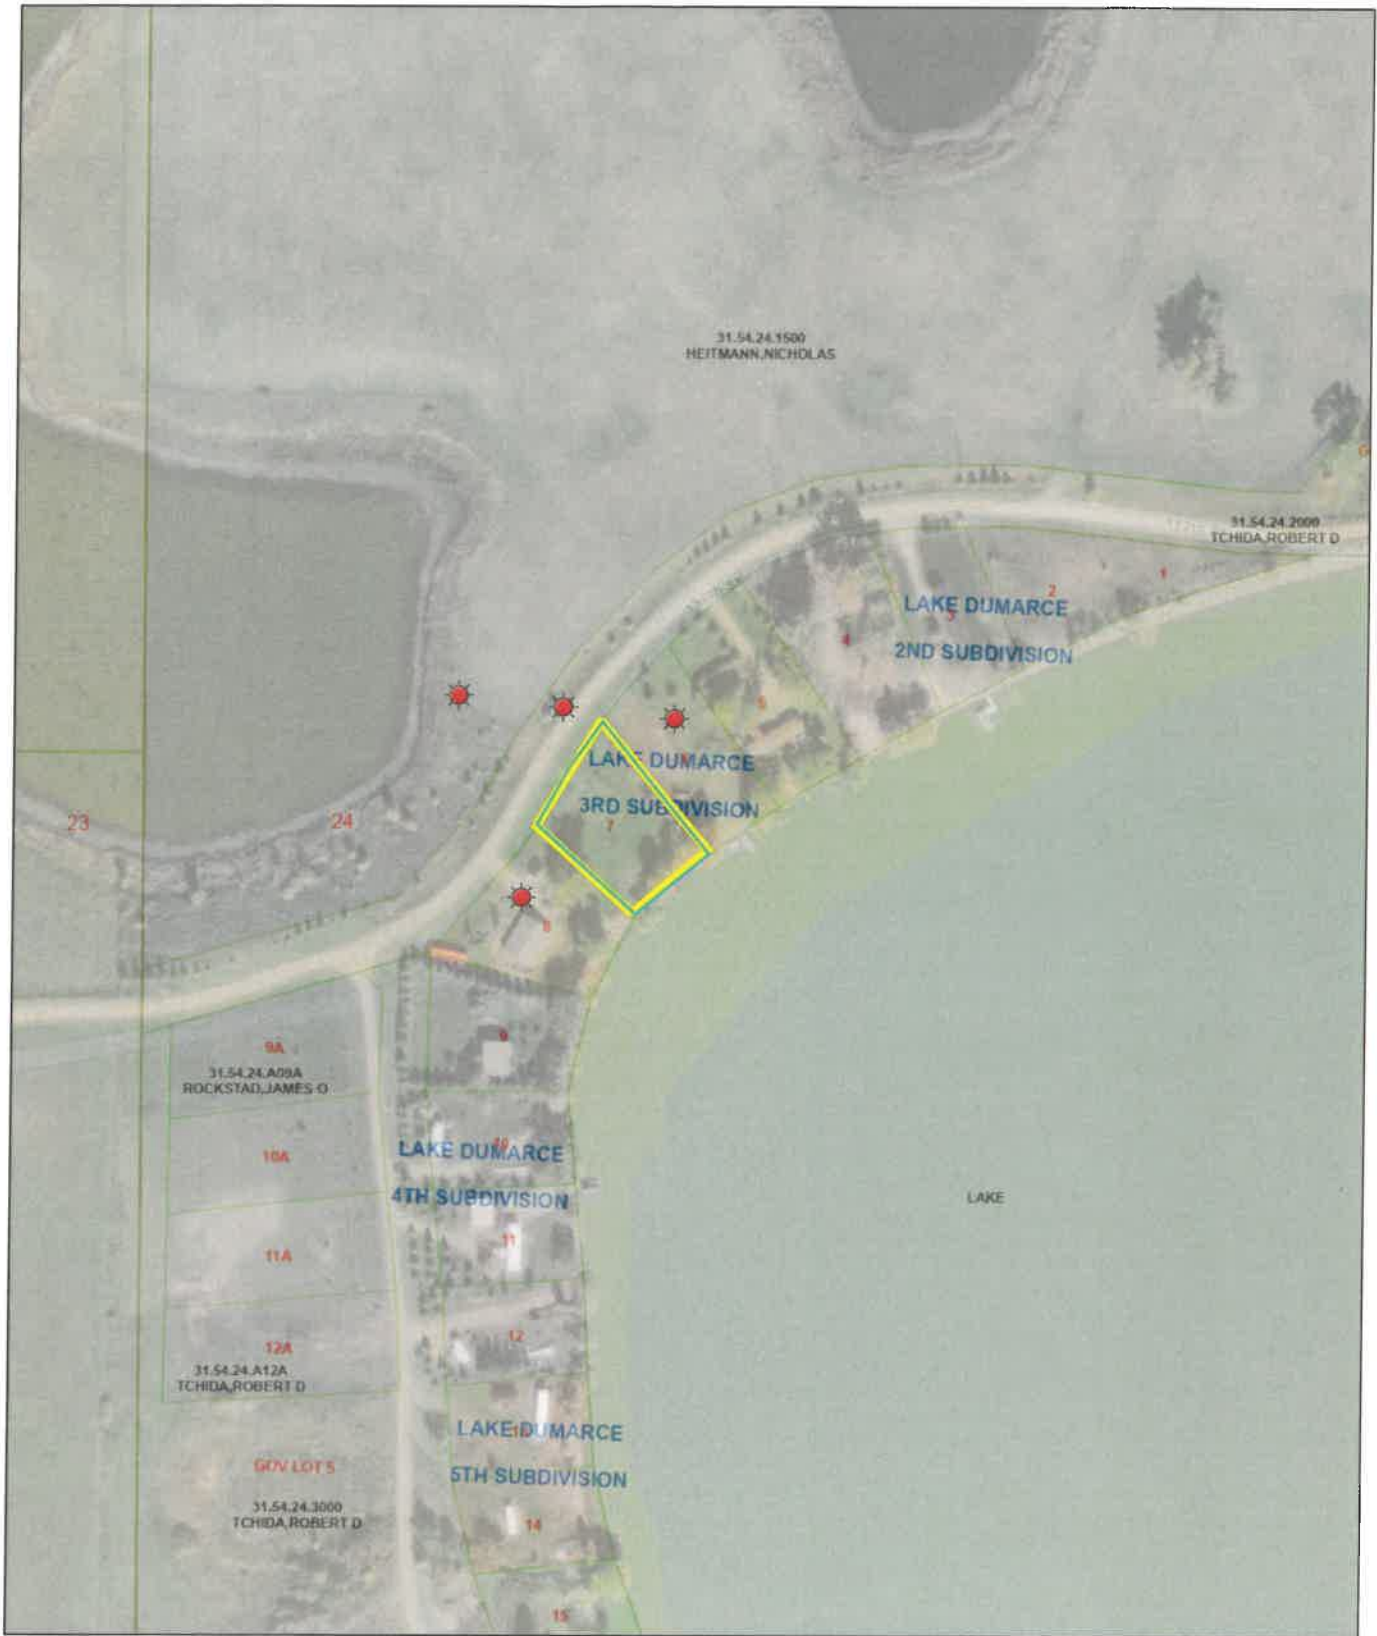 31.54.24.1500
HEITMANN,NICHOLAS
6
31.54.24.2000
TCHIDA,ROBERT D
1
2
LAKE DUMARCE
3
4
2ND SUBDIVISION
5
LAKE DUMARCE
3RD SUBDIVISION
7
23
24
8
9
9A
31.54.24.A09A
ROCKSTAD,JAMES O
10
LAKE DUMARCE
10A
4TH SUBDIVISION
LAKE
11
11A
12
12A
31.54.24.A12A
TCHIDA,ROBERT D
LAKE DUMARCE
GOV LOT 5
5TH SUBDIVISION
31.54.24.3000
TCHIDA,ROBERT D
14
15